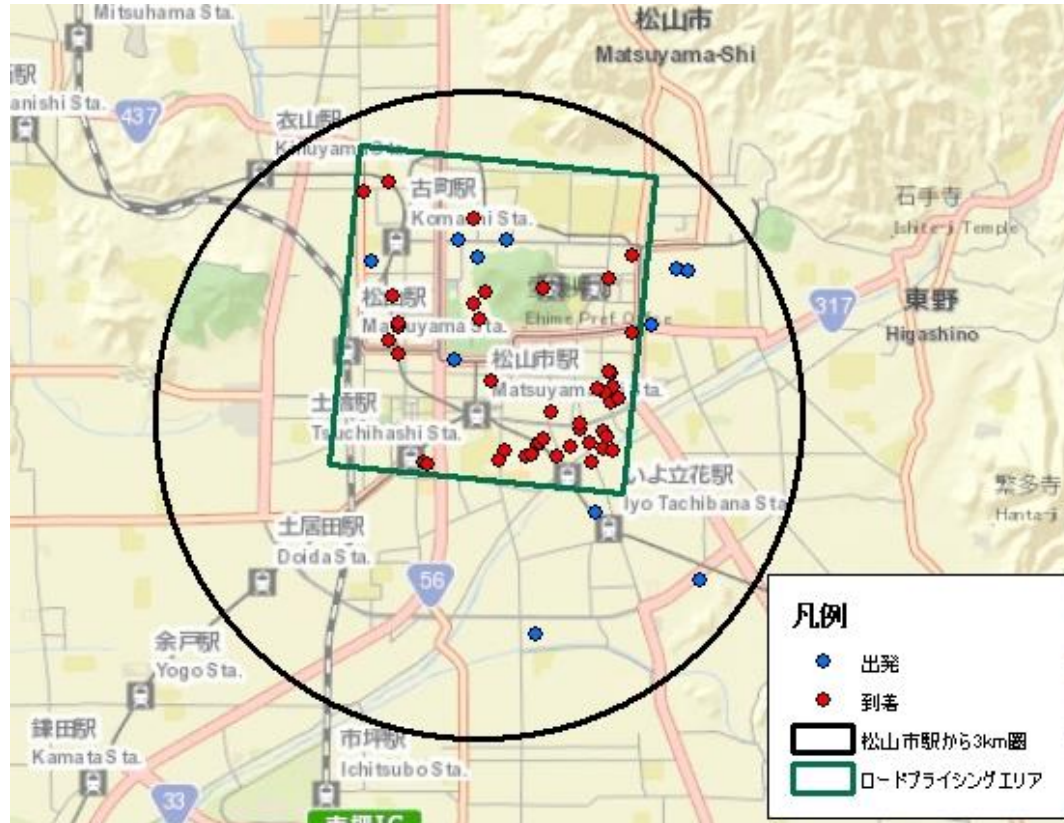 Mitsuhama Sta.
松山市
Matsuyama-Shi
駅
anishi Sta.
437
衣山駅
Kinuyama Sta.
古町駅
Komachi Sta.
石手寺
Ishite-ji Temple
松山駅
Matsuyama Sta.
Ehime Pref Office
317
東野
Higashino
松山市駅
Matsuyam
ta.
土橋駅
Tsuchihashi Sta.
いよ立花駅
Iyo Tachibana Sta
繁多寺
Hanta-ji
土居田駅
Doida Sta.
56
余戸駅
Yogo Sta.
鎌田駅
Kamata Sta.
市坪駅
Ichitsubo Sta.
33
凡例
出発
到着
松山市駅から3km圏
ロードプライシングエリア